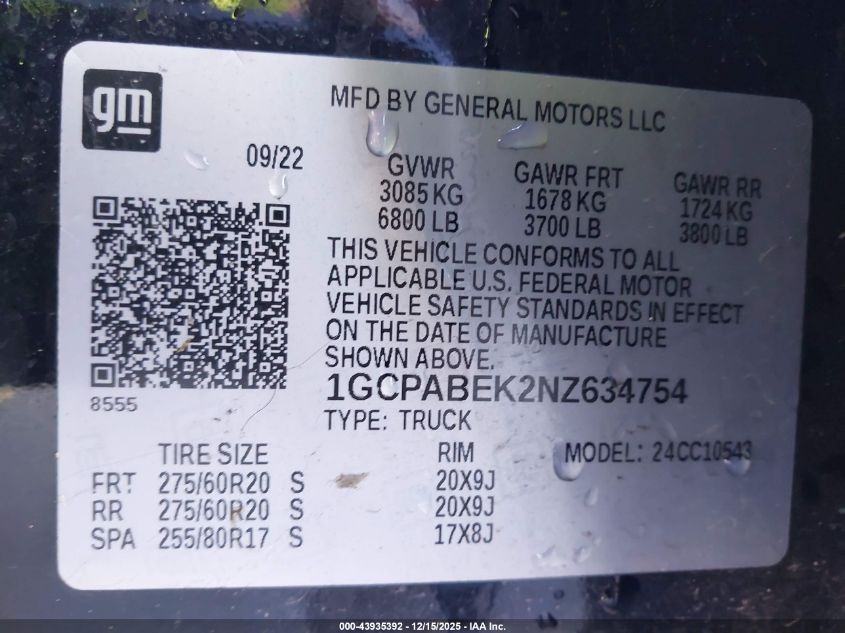 gm
MFD BY GENERAL MOTORS LLC
09/22
GVWR GAWR FRT GAWR RR
3085 KG 1678 KG 1724 KG
6800 LB 3700 LB 3800 LB
THIS VEHICLE CONFORMS TO ALL
APPLICABLE U.S. FEDERAL MOTOR
VEHICLE SAFETY STANDARDS IN EFFECT
ON THE DATE OF MANUFACTURE
SHOWN ABOVE.
8555
1GCPABEK2NZ634754
TYPE: TRUCK
TIRE SIZE RIM MODEL: 24CC10543
FRT 275/60R20 S 20X9J
RR 275/60R20 S 20X9J
SPA 255/80R17 S 17X8J
000-43935392 - 12/15/2025 - IAA Inc.